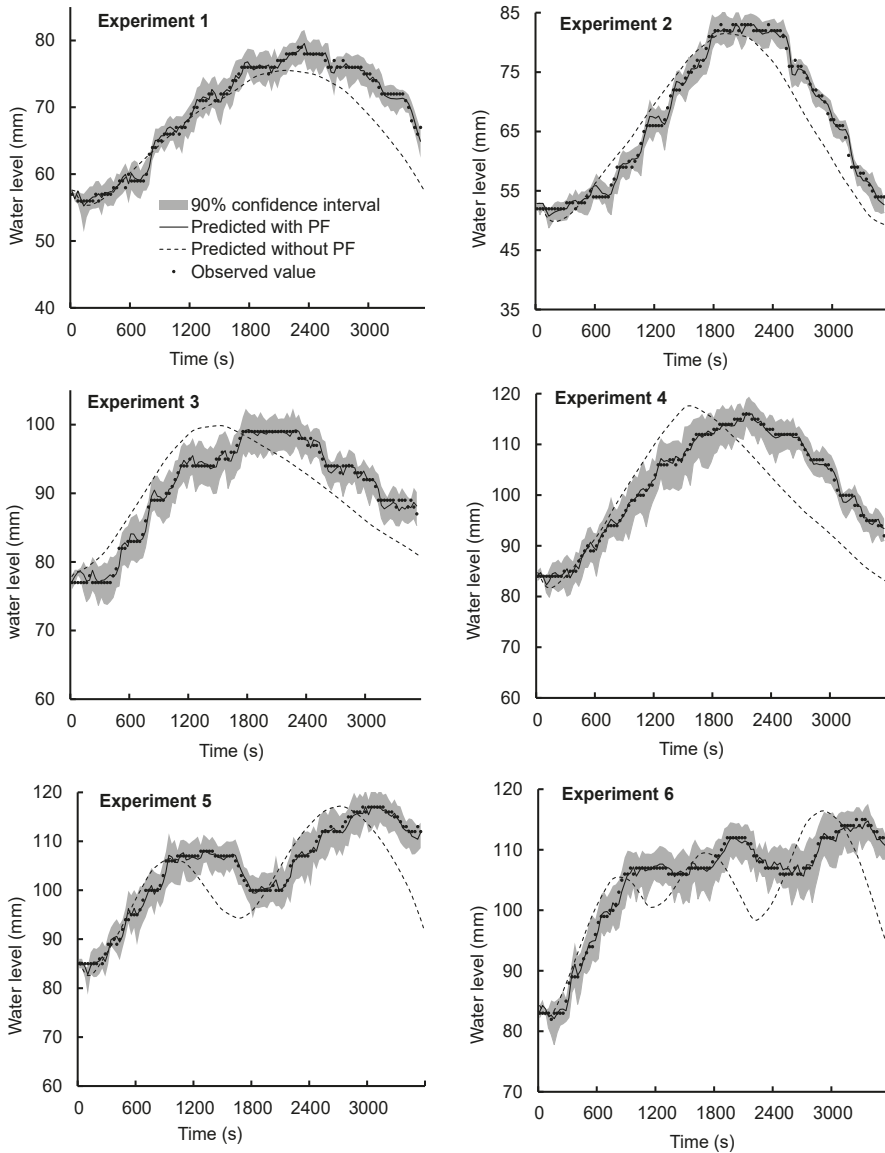 Experiment 1
Water level (mm)
80
70
60
50
40
90% confidence interval
Predicted with PF
Predicted without PF
Observed value
0 600 1200 1800 2400 3000
Time (s)
Experiment 2
Water level (mm)
85
75
65
55
45
35
0 600 1200 1800 2400 3000
Time (s)
Experiment 3
water level (mm)
100
90
80
70
60
0 600 1200 1800 2400 3000
Time (s)
Experiment 4
Water level (mm)
120
110
100
90
80
70
60
0 600 1200 1800 2400 3000
Time (s)
Experiment 5
Water level (mm)
120
110
100
90
80
70
60
0 600 1200 1800 2400 3000
Time (s)
Experiment 6
Water level (mm)
120
110
100
90
80
70
0 600 1200 1800 2400 3000
Time (s)